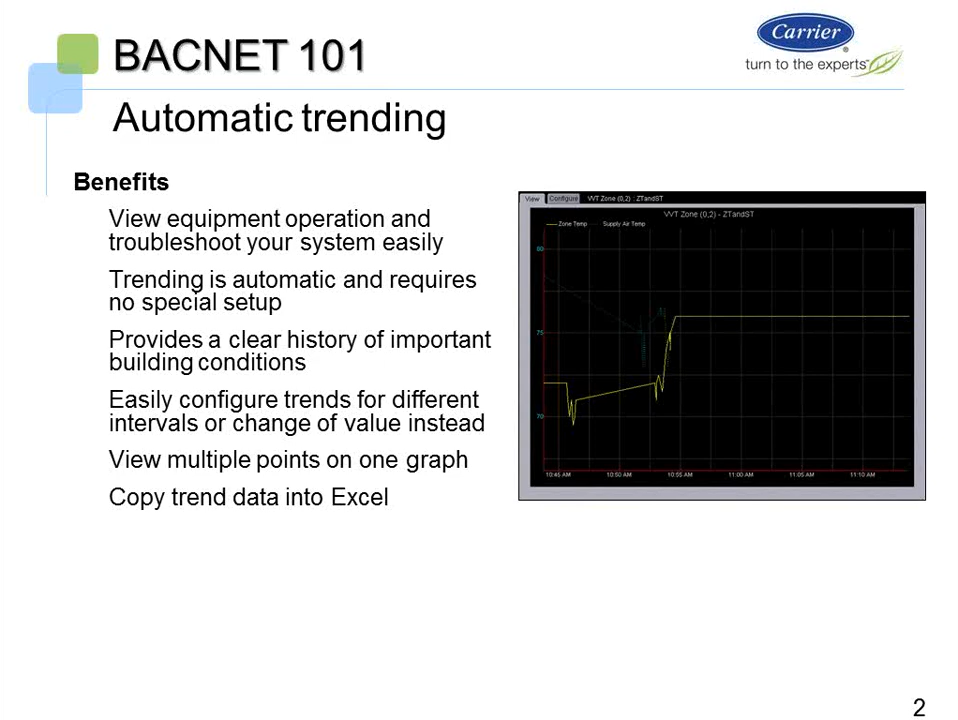 BACNET 101
Carrier
turn to the experts
Automatic trending
Benefits
View equipment operation and
troubleshoot your system easily
Trending is automatic and requires
no special setup
Provides a clear history of important
building conditions
Easily configure trends for different
intervals or change of value instead
View multiple points on one graph
Copy trend data into Excel
View Configure VVT Zone (0,2) : ZTandST
VVT Zone (0,2) - ZTandST
Zone Temp Supply Air Temp
80
75
70
10:45 AM 10:50 AM 10:55 AM 11:00 AM 11:05 AM 11:10 AM
2